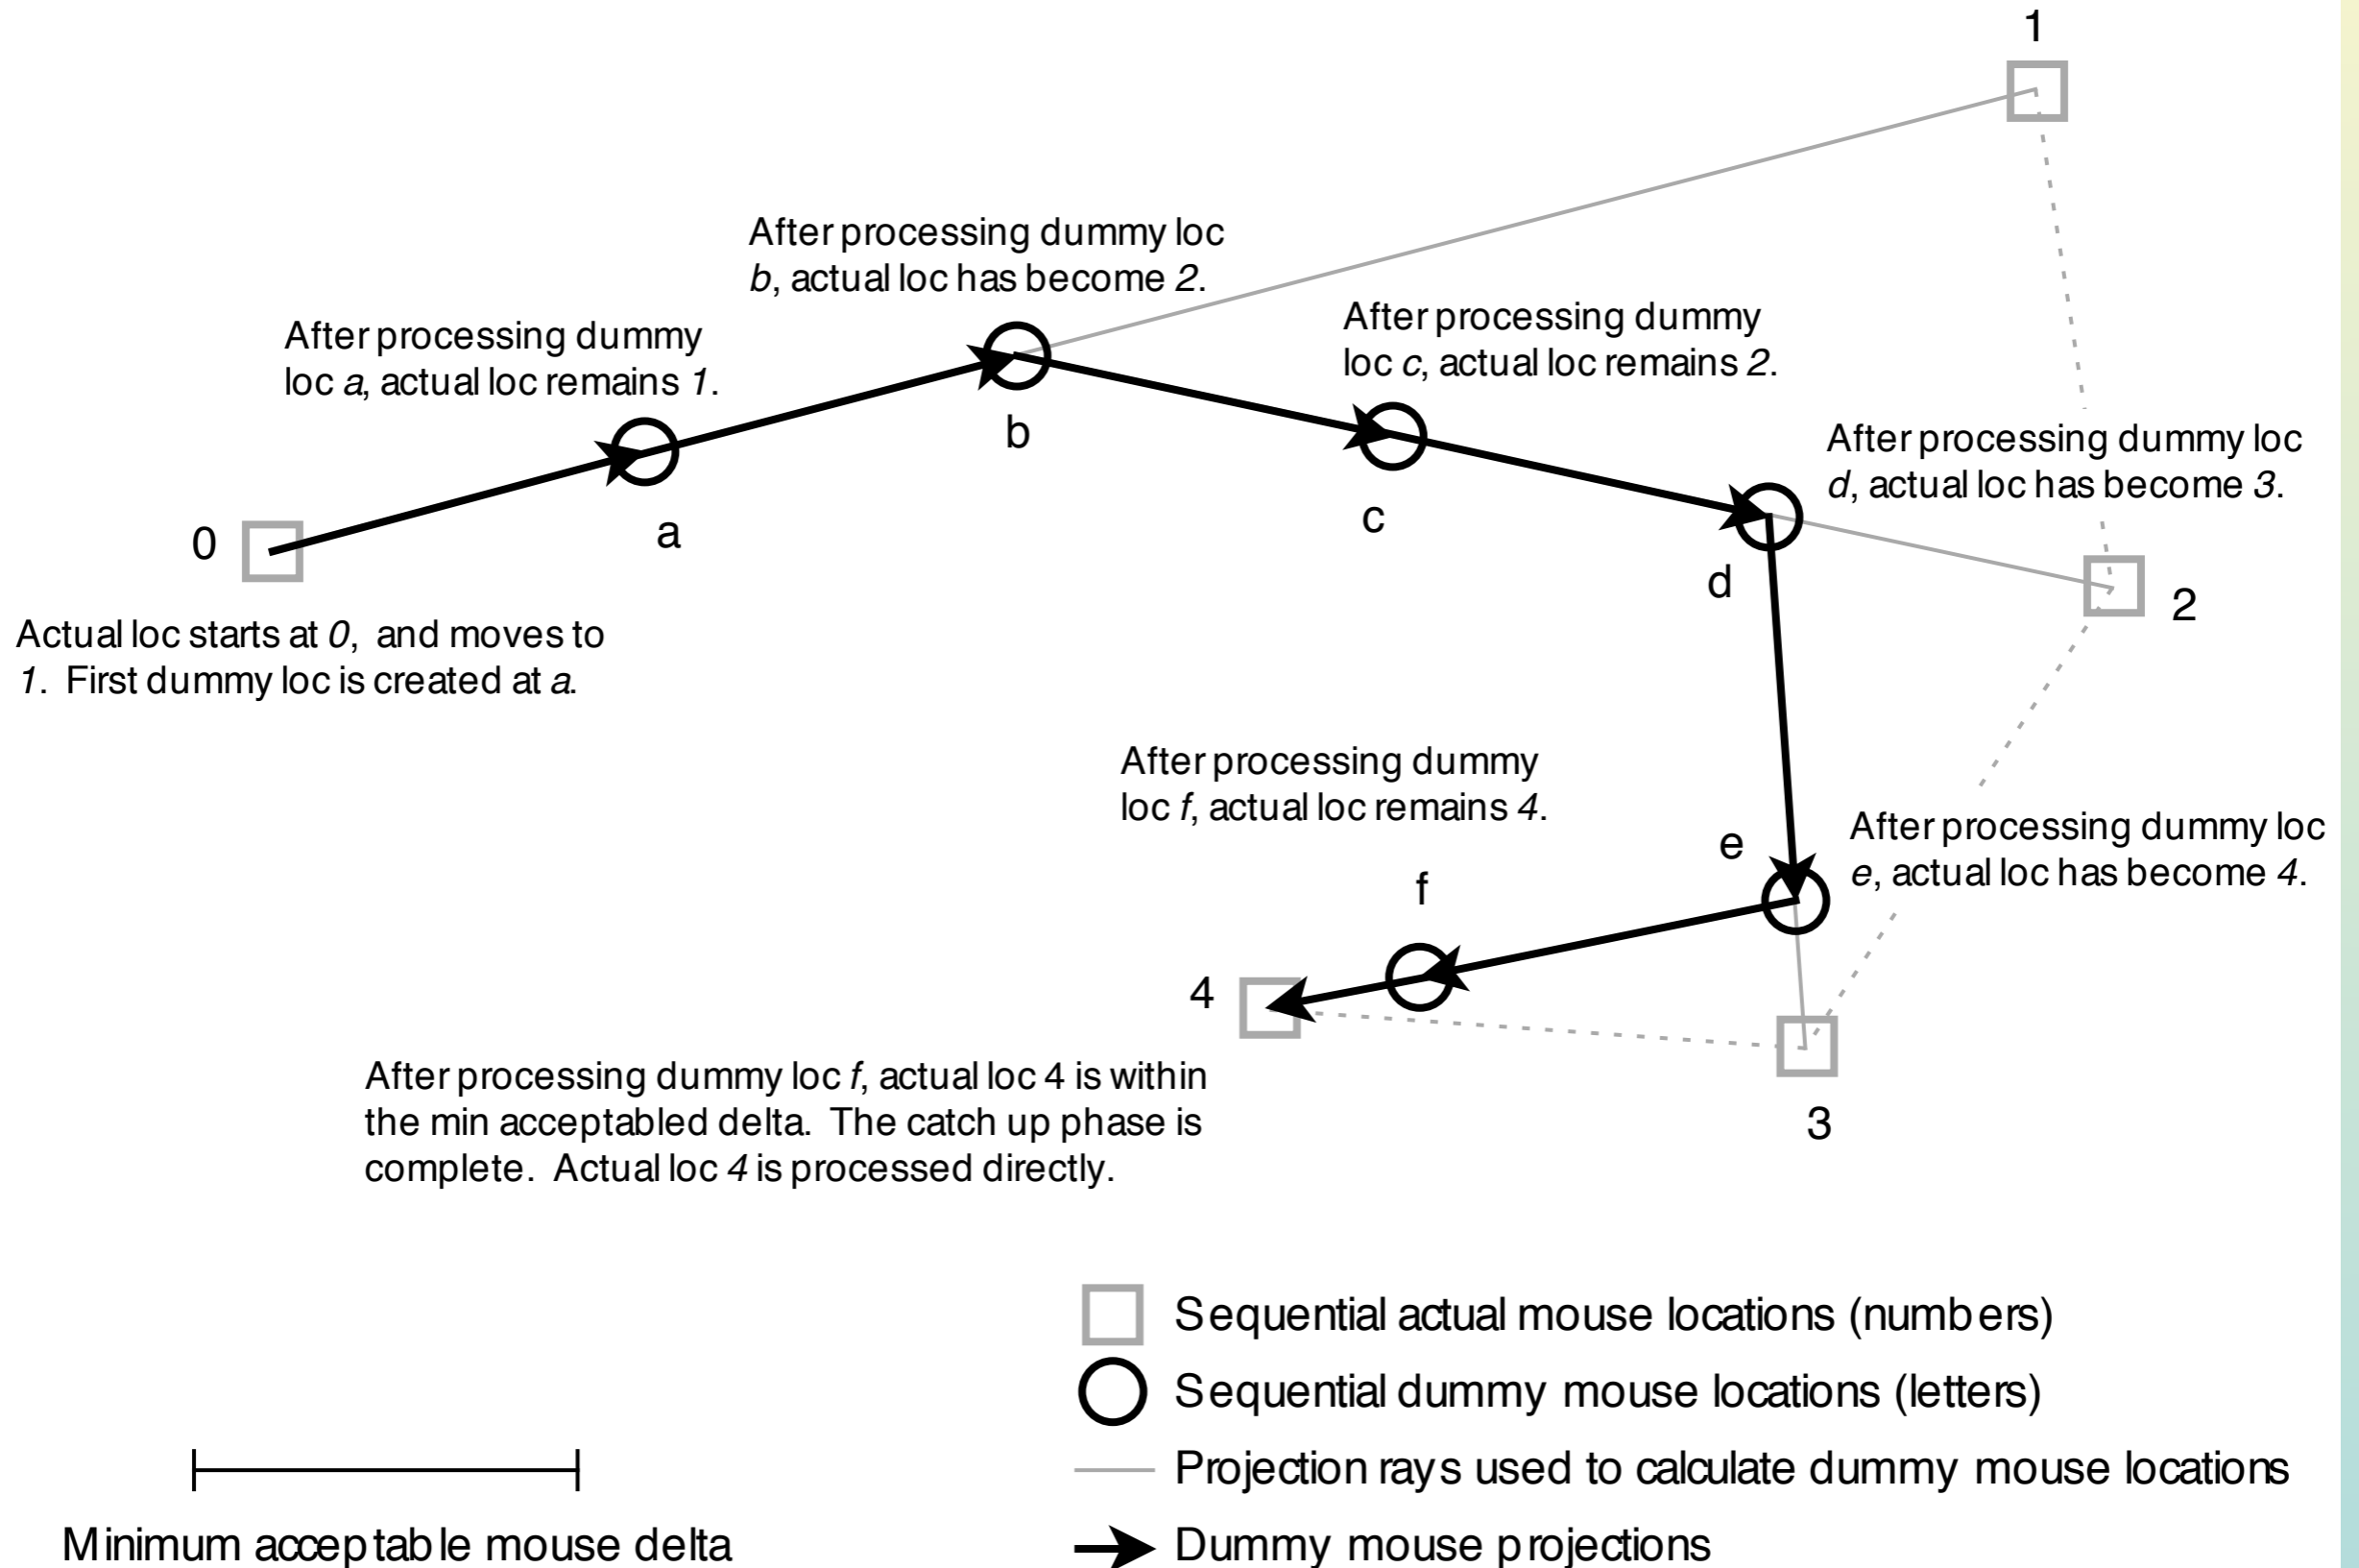 1
After processing dummy loc
b, actual loc has become 2.
After processing dummy
loc a, actual loc remains 1.
After processing dummy
loc c, actual loc remains 2.
b
After processing dummy loc
d, actual loc has become 3.
a
c
0
d
2
Actual loc starts at 0, and moves to
1. First dummy loc is created at a.
After processing dummy
loc f, actual loc remains 4.
e
After processing dummy loc
e, actual loc has become 4.
f
4
After processing dummy loc f, actual loc 4 is within
the min acceptabled delta. The catch up phase is
complete. Actual loc 4 is processed directly.
3
Sequential actual mouse locations (numbers)
Sequential dummy mouse locations (letters)
Projection rays used to calculate dummy mouse locations
Minimum acceptable mouse delta
Dummy mouse projections